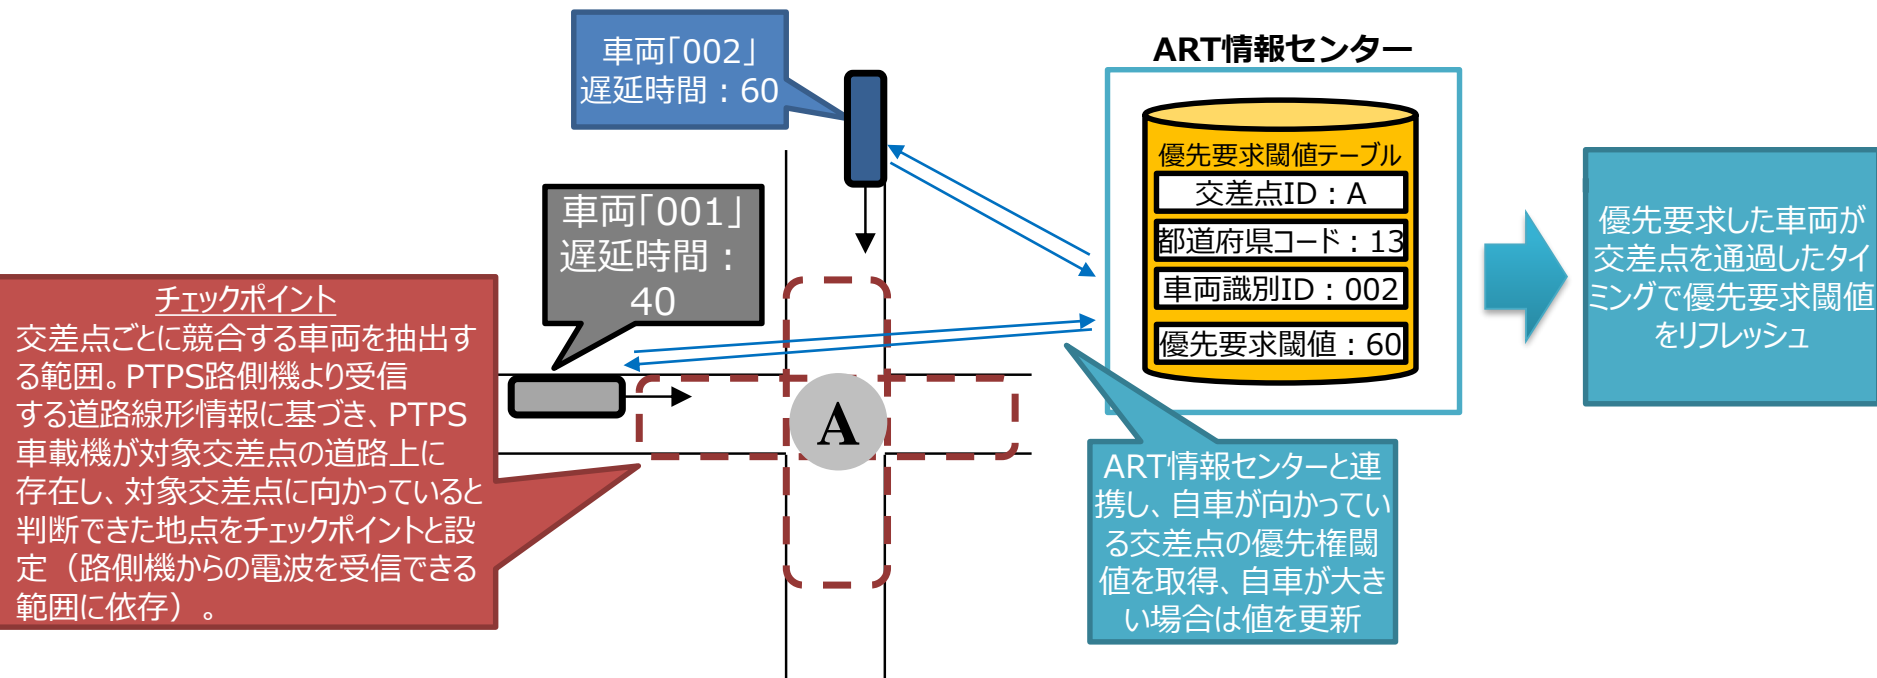 車両「002」
遅延時間：60
ART情報センター
優先要求閾値テーブル
交差点ID：A
都道府県コード：13
車両識別ID：002
優先要求閾値：60
車両「001」
遅延時間：
40
優先要求した車両が
交差点を通過したタイ
ミングで優先要求閾値
をリフレッシュ
チェックポイント
交差点ごとに競合する車両を抽出す
る範囲。PTPS路側機より受信
する道路線形情報に基づき、PTPS
車載機が対象交差点の道路上に
存在し、対象交差点に向かっていると
判断できた地点をチェックポイントと設
定（路側機からの電波を受信できる
範囲に依存）。
A
ART情報センターと連
携し、自車が向かってい
る交差点の優先権閾
値を取得、自車が大き
い場合は値を更新